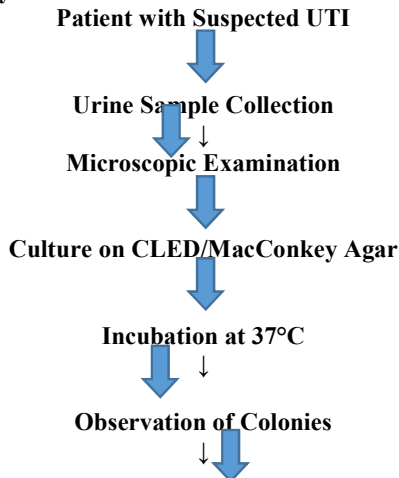 Patient with Suspected UTI
Urine Sample Collection
↓
Microscopic Examination
Culture on CLED/MacConkey Agar
Incubation at 37°C
↓
Observation of Colonies
↓